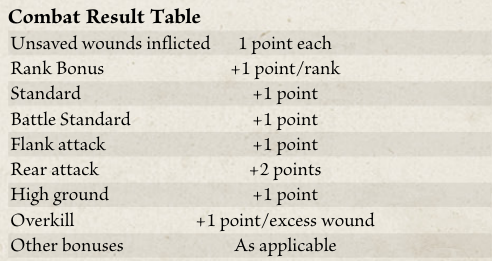 Combat Result Table
Unsaved wounds inflicted 1 point each
Rank Bonus +1 point/rank
Standard +1 point
Battle Standard +1 point
Flank attack +1 point
Rear attack +2 points
High ground +1 point
Overkill +1 point/excess wound
Other bonuses As applicable